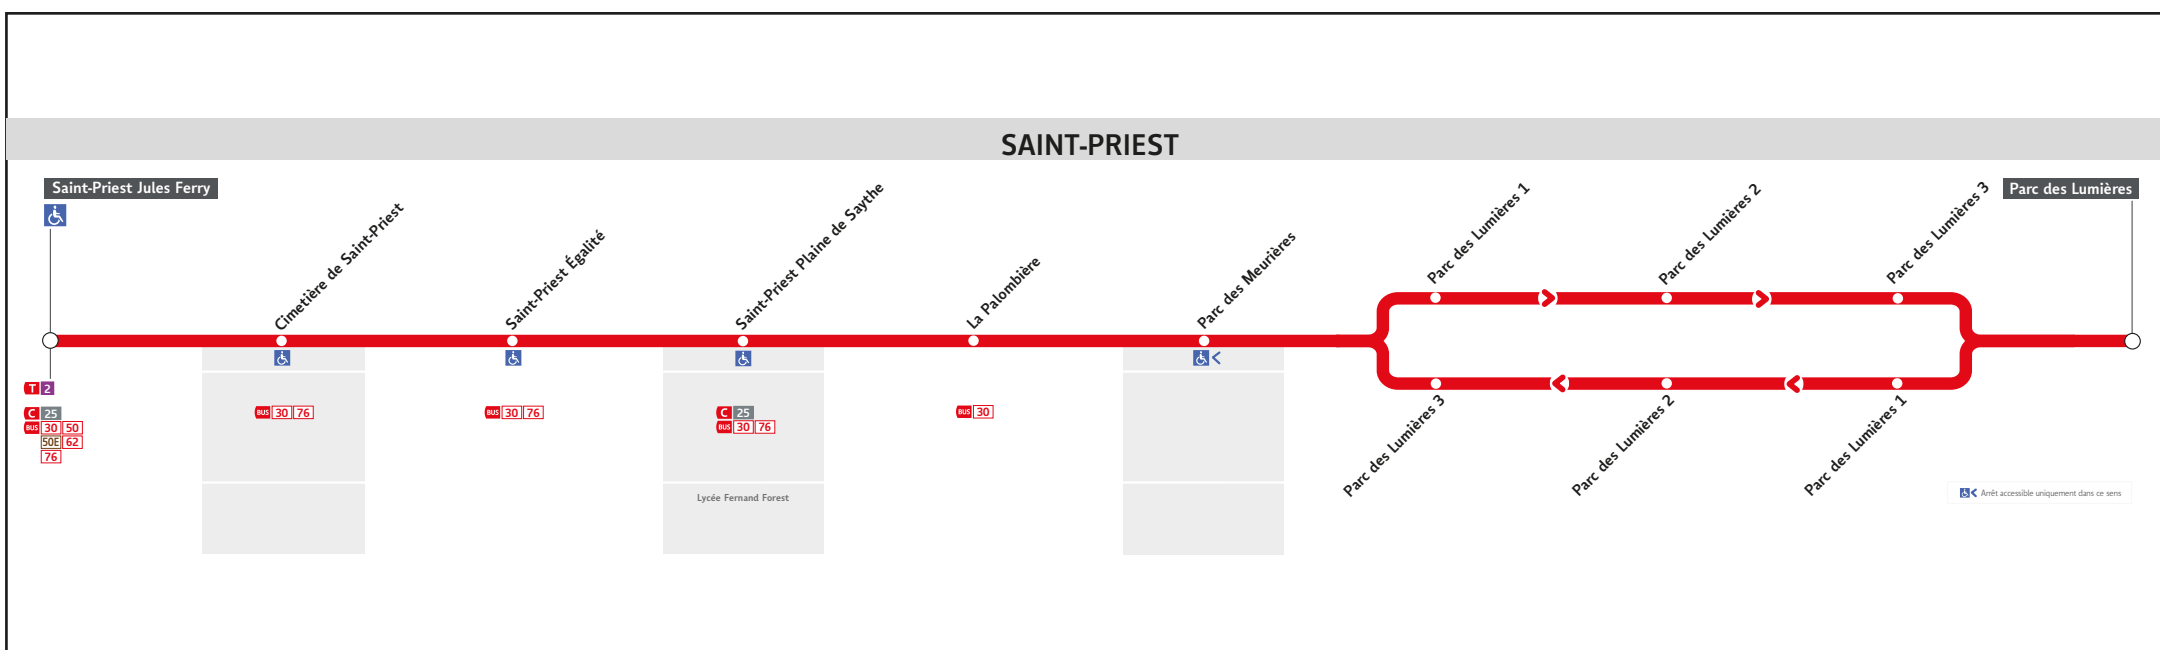 SAINT-PRIEST
Saint-Priest Jules Ferry
Cimetière de Saint-Priest
Saint-Priest Égalité
Saint-Priest Plaine de Saythe
La Palombière
Parc des Meurières
Parc des Lumières 1
Parc des Lumières 2
Parc des Lumières 3
Parc des Lumières
T 2
C 25
BUS 30 50
50E 62
76
BUS 30 76
BUS 30 76
C 25
BUS 30 76
BUS 30
Parc des Lumières 3
Parc des Lumières 2
Parc des Lumières 1
Lycée Fernand Forest
< Arrêt accessible uniquement dans ce sens